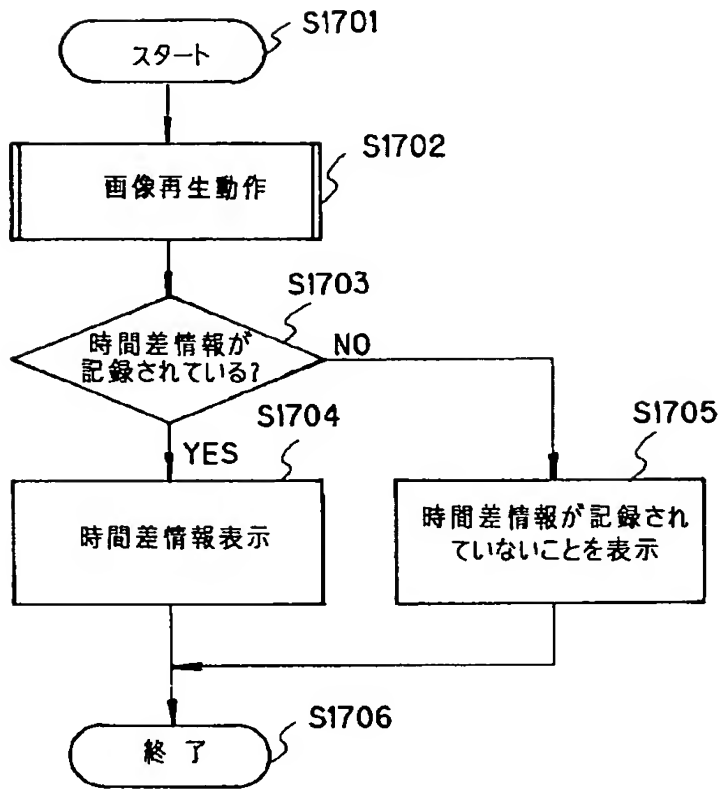 S1701
スタート
S1702
画像再生動作
S1703
時間差情報が
記録されている?
NO
S1704
YES
S1705
時間差情報表示
時間差情報が記録され
ていないことを表示
S1706
終了